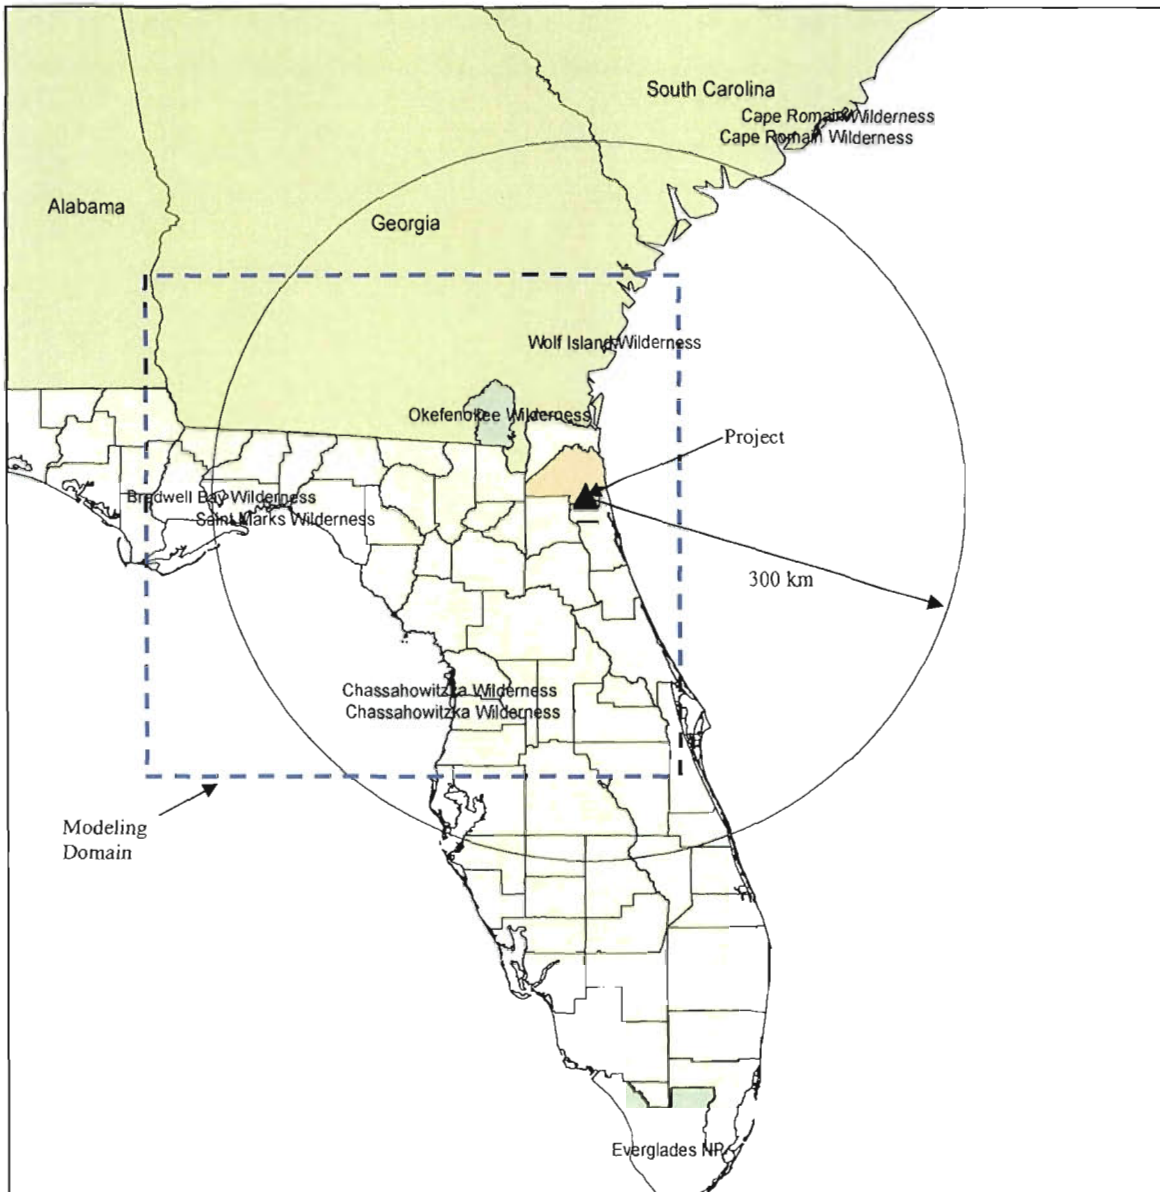 South Carolina
Cape Romain Wilderness
Cape Romain Wilderness
Alabama
Georgia
Wolf Island Wilderness
Okefenokee Wilderness
Project
Bradwell Bay Wilderness
Saint Marks Wilderness
300 km
Chassahowitzka Wilderness
Chassahowitzka Wilderness
Modeling
Domain
Everglades NP